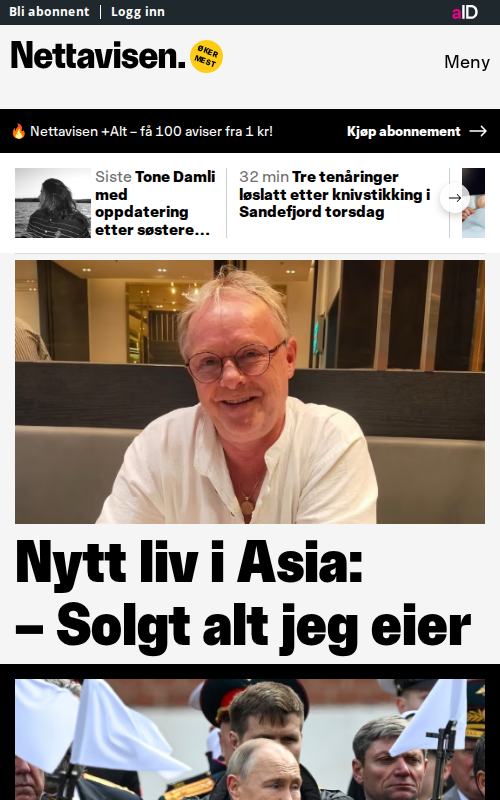 Bli abonnent | Logg inn
aID
Nettavisen.
ØKER
MEST
Meny
🔥 Nettavisen +Alt – få 100 aviser fra 1 kr!
Kjøp abonnement →
Siste Tone Damli
med
oppdatering
etter søstere...
32 min Tre tenåringer
løslatt etter knivstikking i
Sandefjord torsdag
Nytt liv i Asia:
– Solgt alt jeg eier